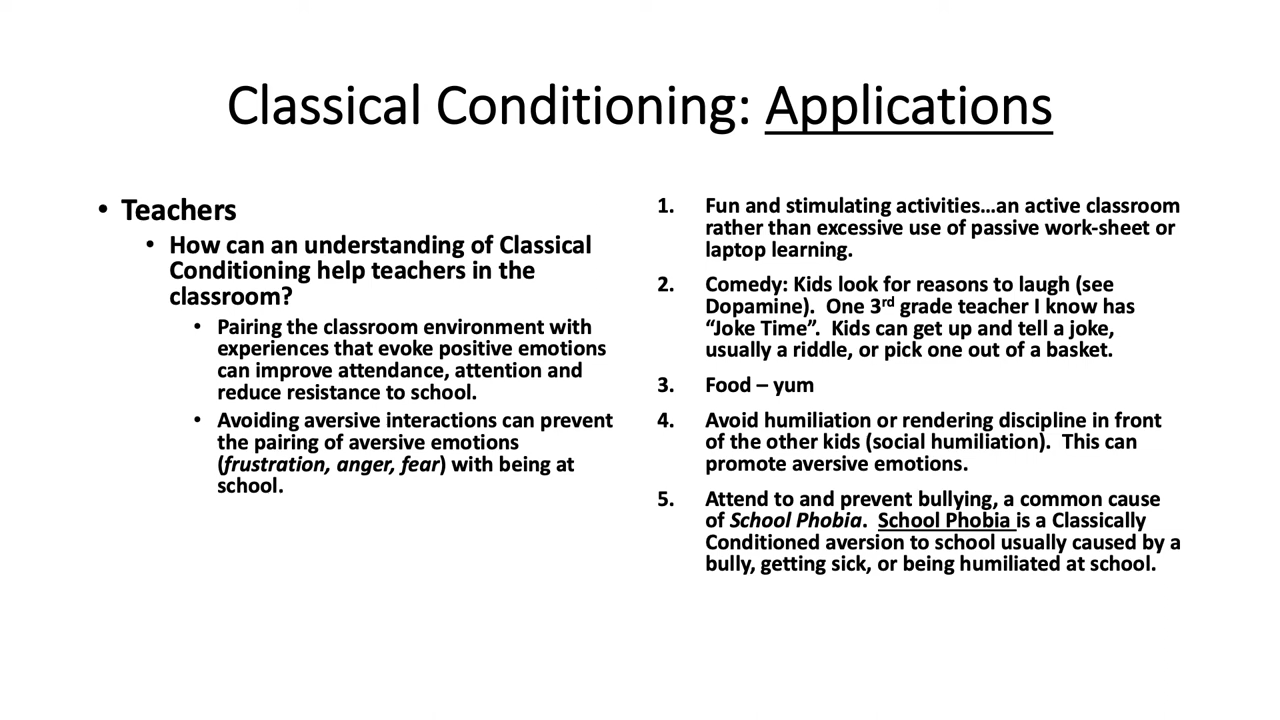 Classical Conditioning: Applications
• Teachers
• How can an understanding of Classical
Conditioning help teachers in the
classroom?
• Pairing the classroom environment with
experiences that evoke positive emotions
can improve attendance, attention and
reduce resistance to school.
• Avoiding aversive interactions can prevent
the pairing of aversive emotions
(frustration, anger, fear) with being at
school.
1. Fun and stimulating activities…an active classroom
rather than excessive use of passive work-sheet or
laptop learning.
2. Comedy: Kids look for reasons to laugh (see
Dopamine).  One 3rd grade teacher I know has
“Joke Time”.  Kids can get up and tell a joke,
usually a riddle, or pick one out of a basket.
3. Food – yum
4. Avoid humiliation or rendering discipline in front
of the other kids (social humiliation).  This can
promote aversive emotions.
5. Attend to and prevent bullying, a common cause
of School Phobia.  School Phobia is a Classically
Conditioned aversion to school usually caused by a
bully, getting sick, or being humiliated at school.